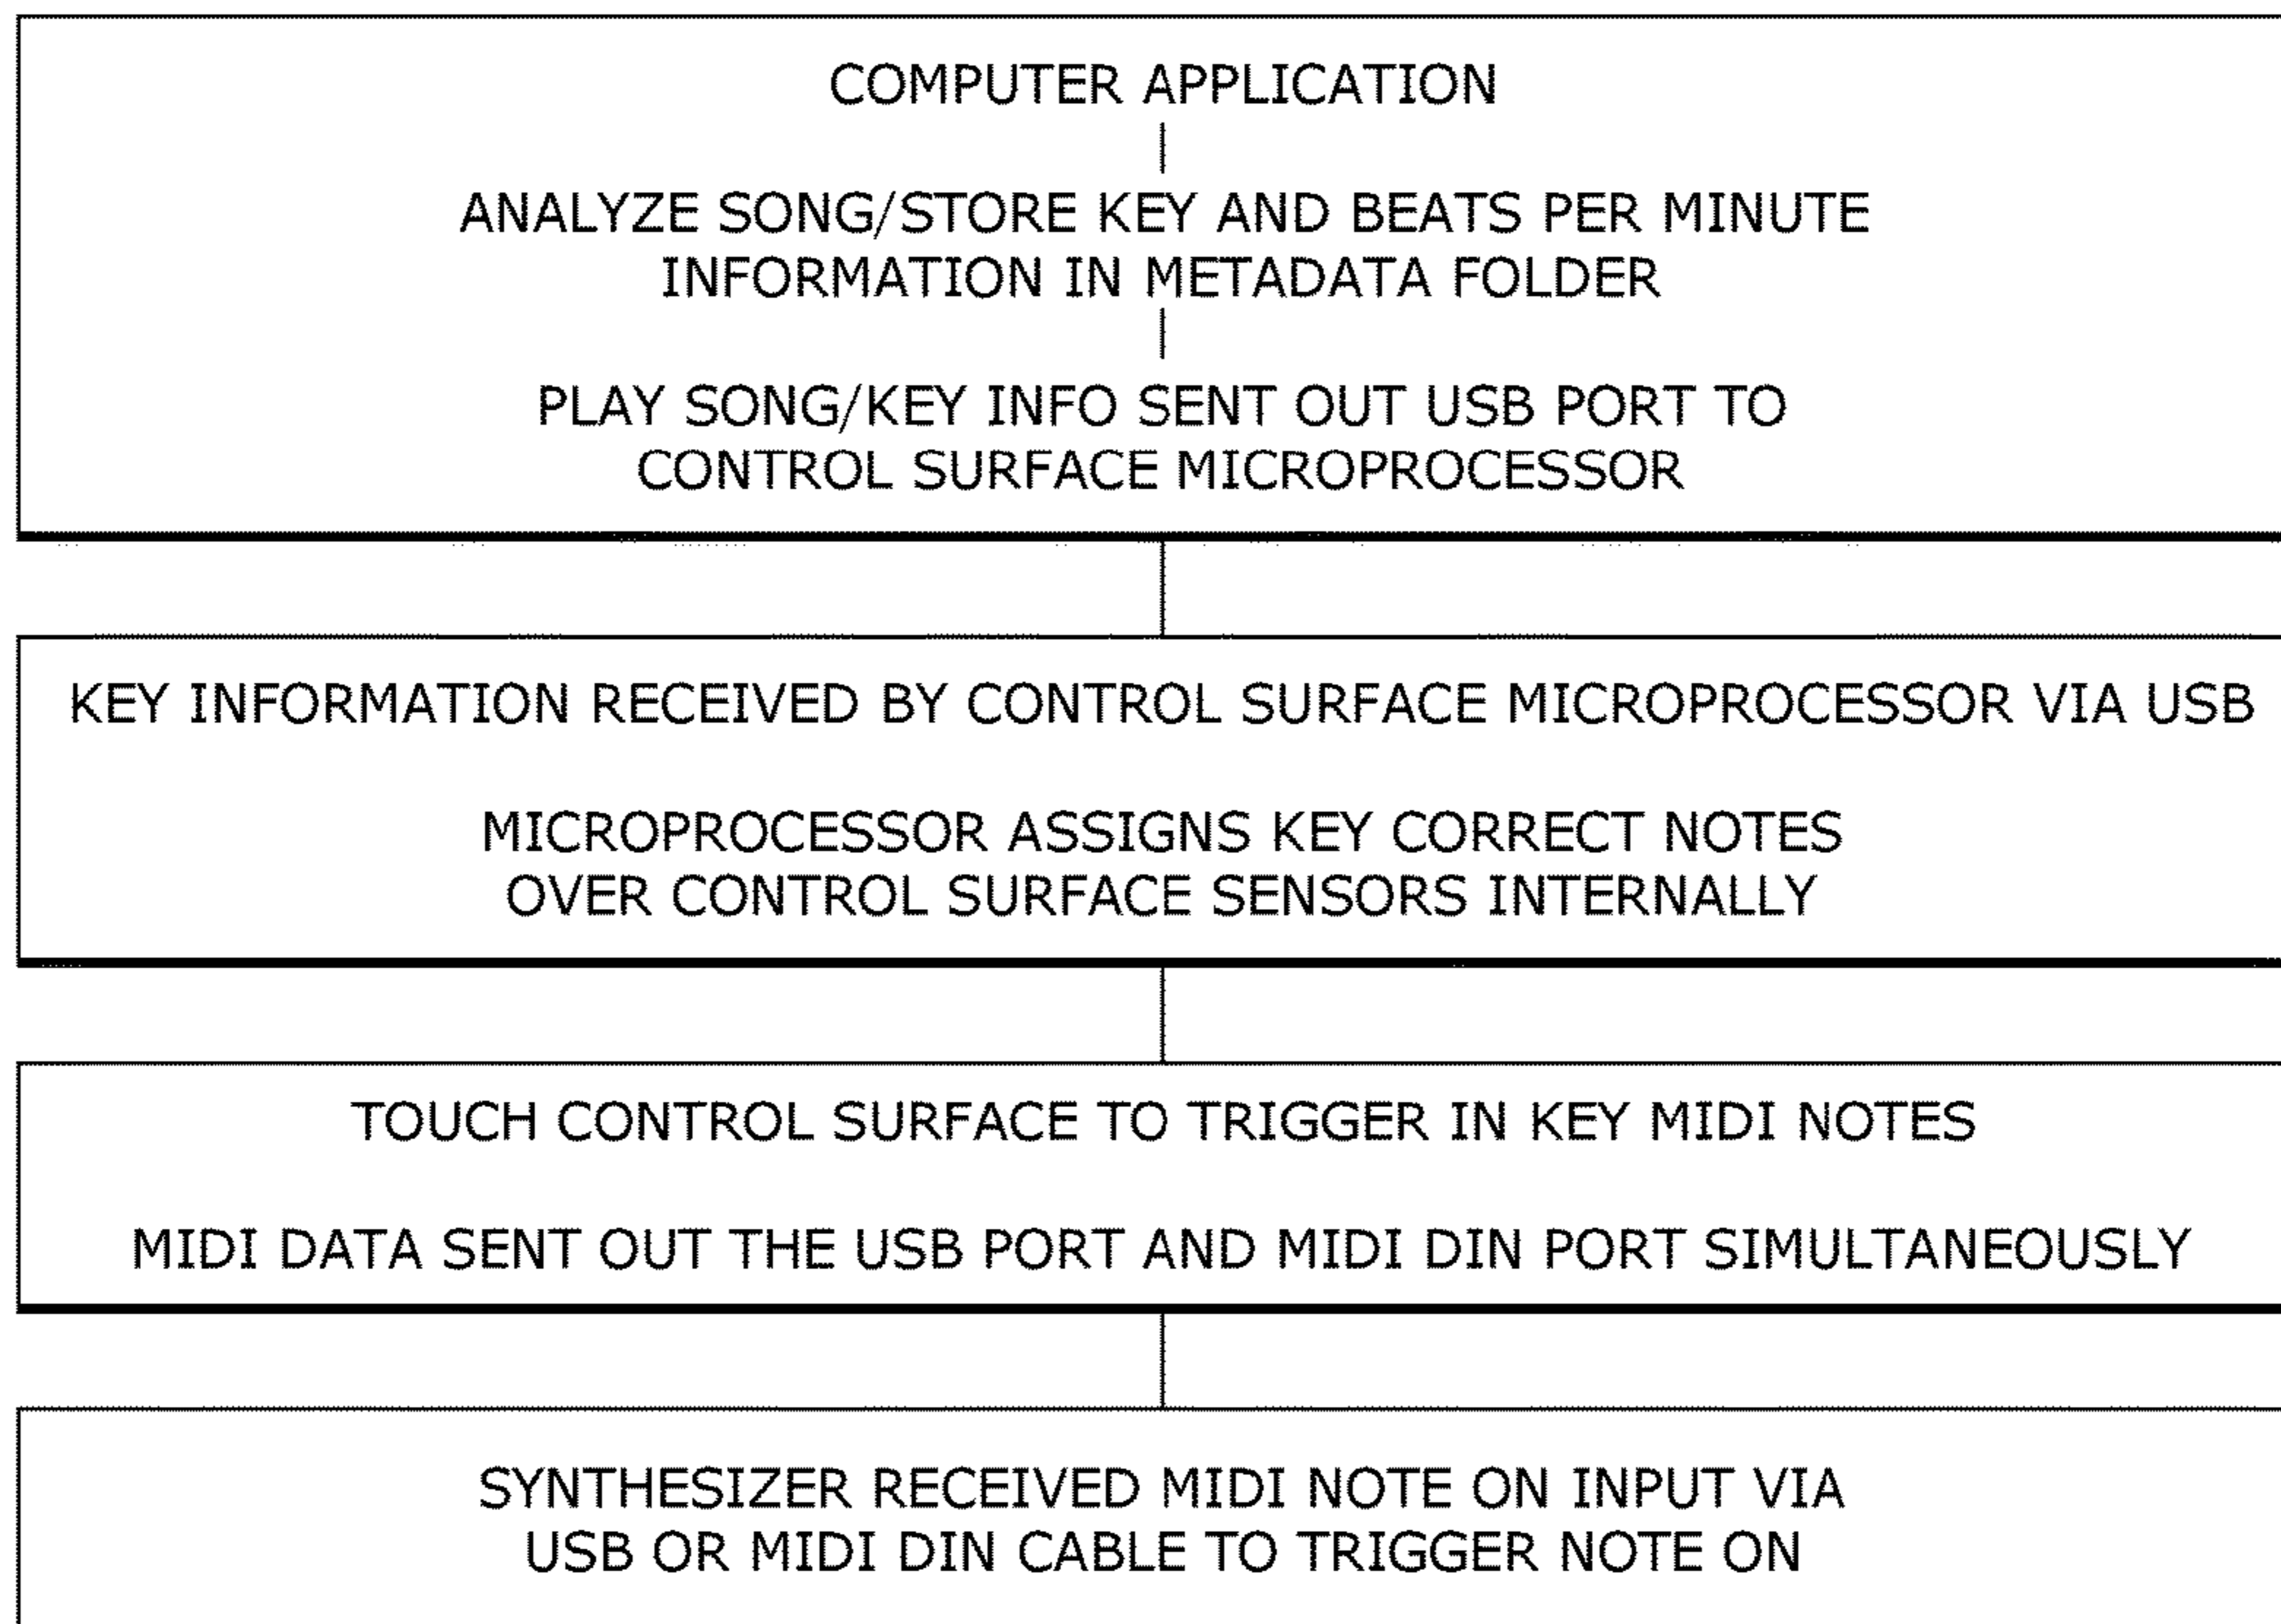 COMPUTER APPLICATION
ANALYZE SONG/STORE KEY AND BEATS PER MINUTE
INFORMATION IN METADATA FOLDER
PLAY SONG/KEY INFO SENT OUT USB PORT TO
CONTROL SURFACE MICROPROCESSOR
KEY INFORMATION RECEIVED BY CONTROL SURFACE MICROPROCESSOR VIA USB
MICROPROCESSOR ASSIGNS KEY CORRECT NOTES
OVER CONTROL SURFACE SENSORS INTERNALLY
TOUCH CONTROL SURFACE TO TRIGGER IN KEY MIDI NOTES
MIDI DATA SENT OUT THE USB PORT AND MIDI DIN PORT SIMULTANEOUSLY
SYNTHESIZER RECEIVED MIDI NOTE ON INPUT VIA
USB OR MIDI DIN CABLE TO TRIGGER NOTE ON